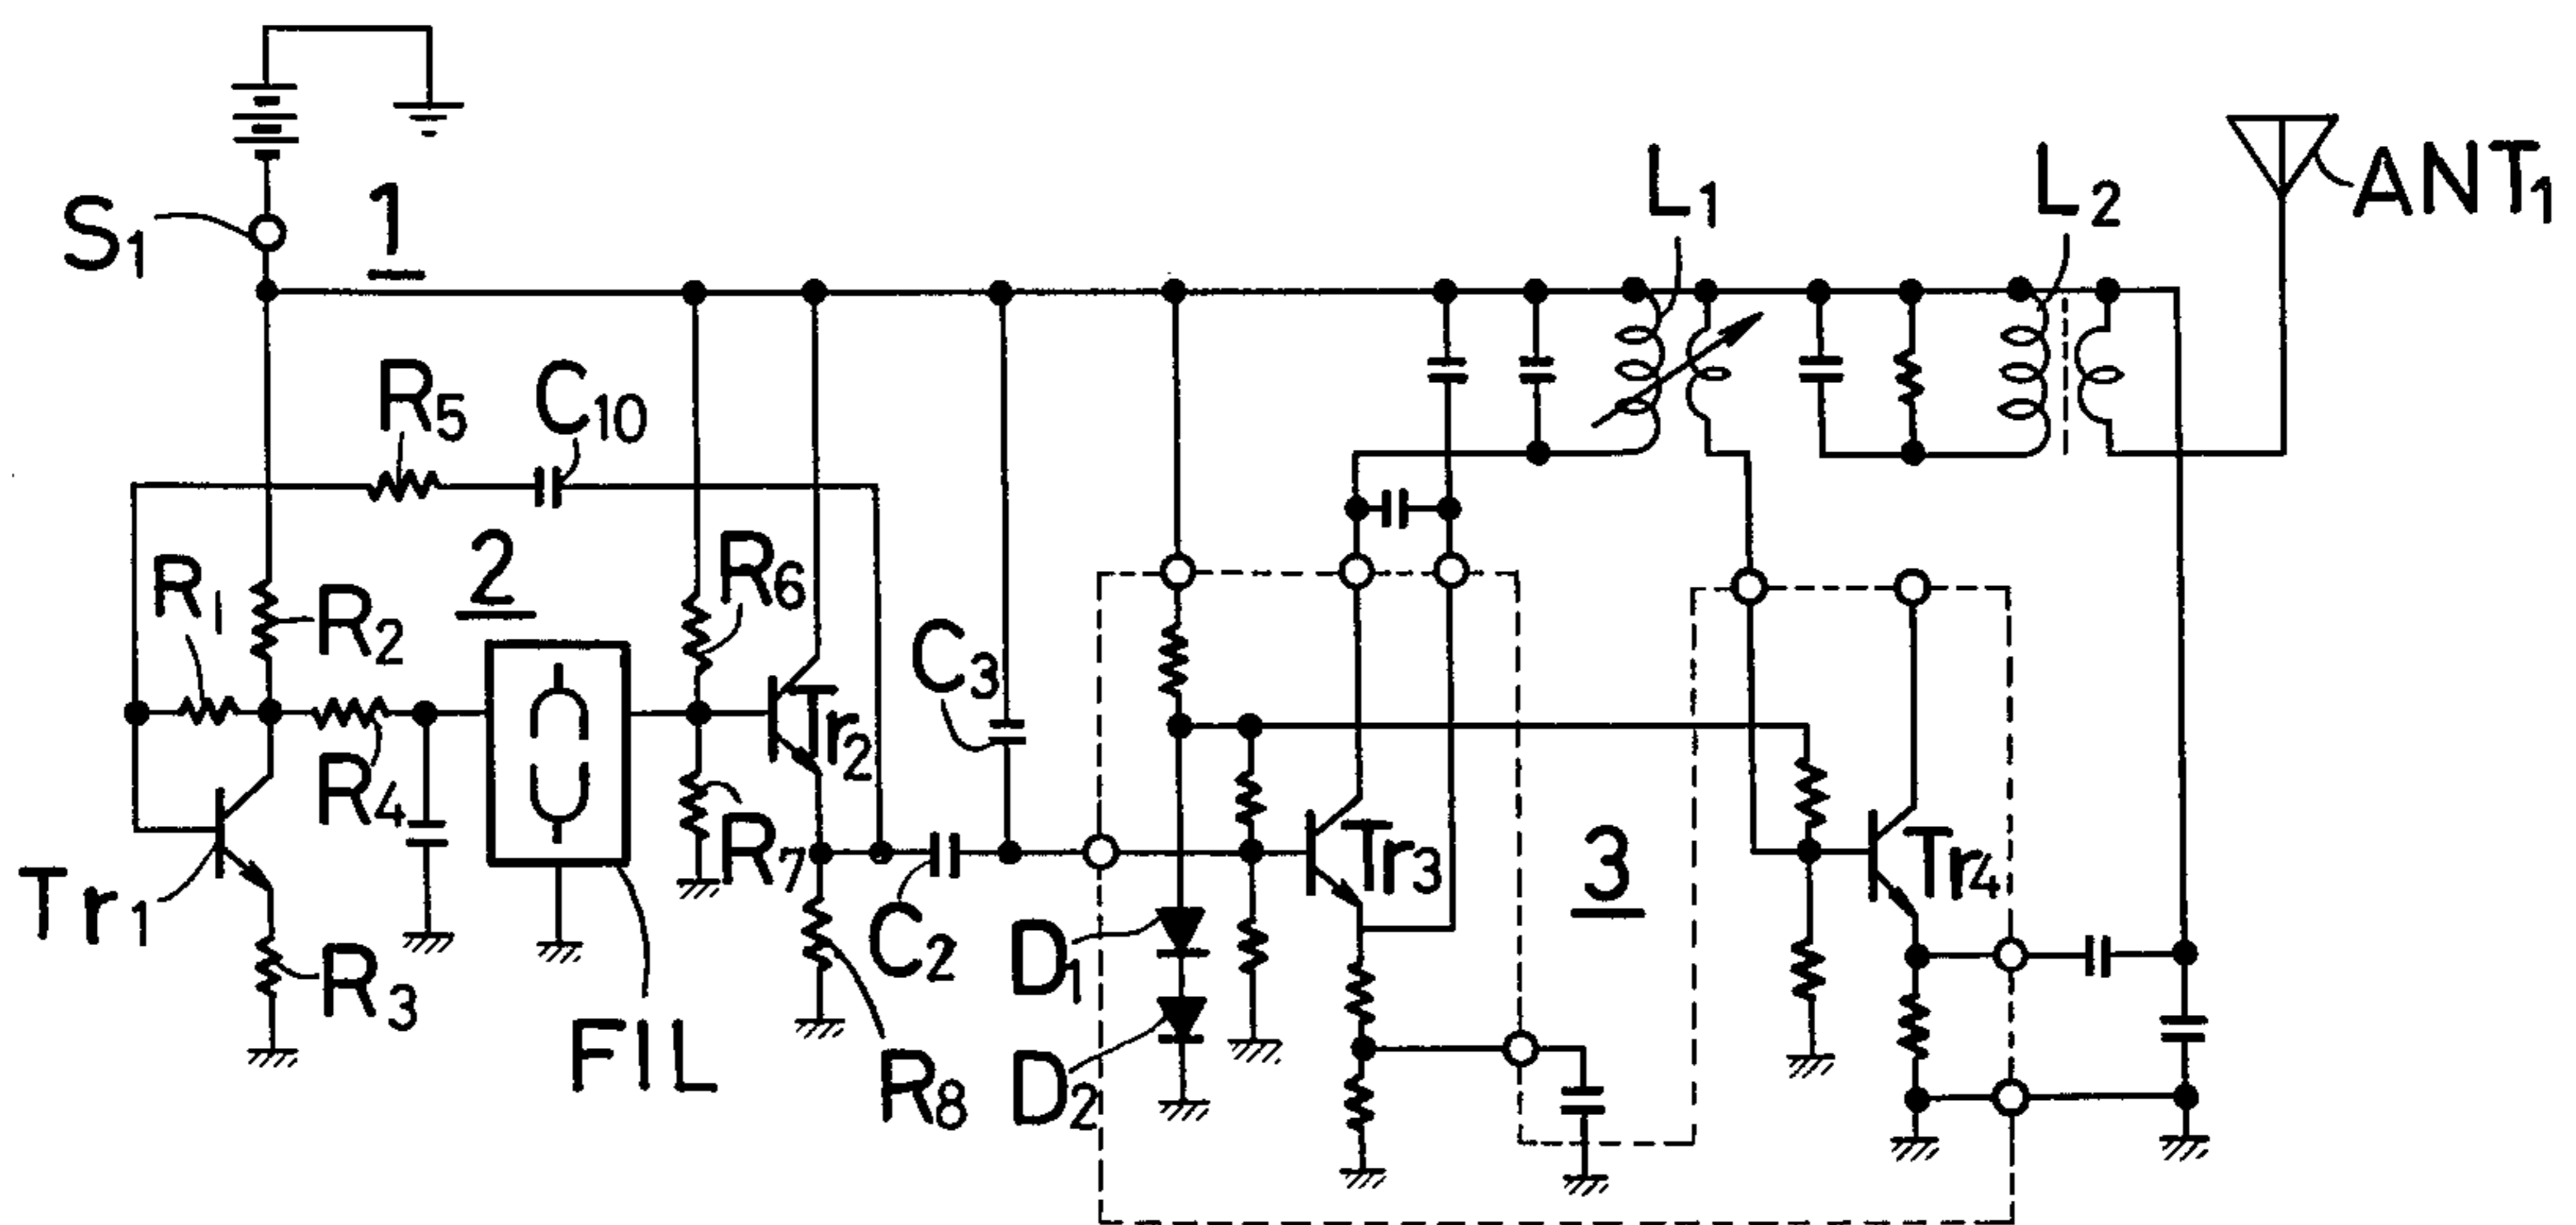 S1
1
L1
L2
ANT1
R5
C10
2
R1
R2
R6
C3
Tr2
R4
R7
Tr3
3
Tr4
Tr1
C2
D1
R3
FIL
R8
D2